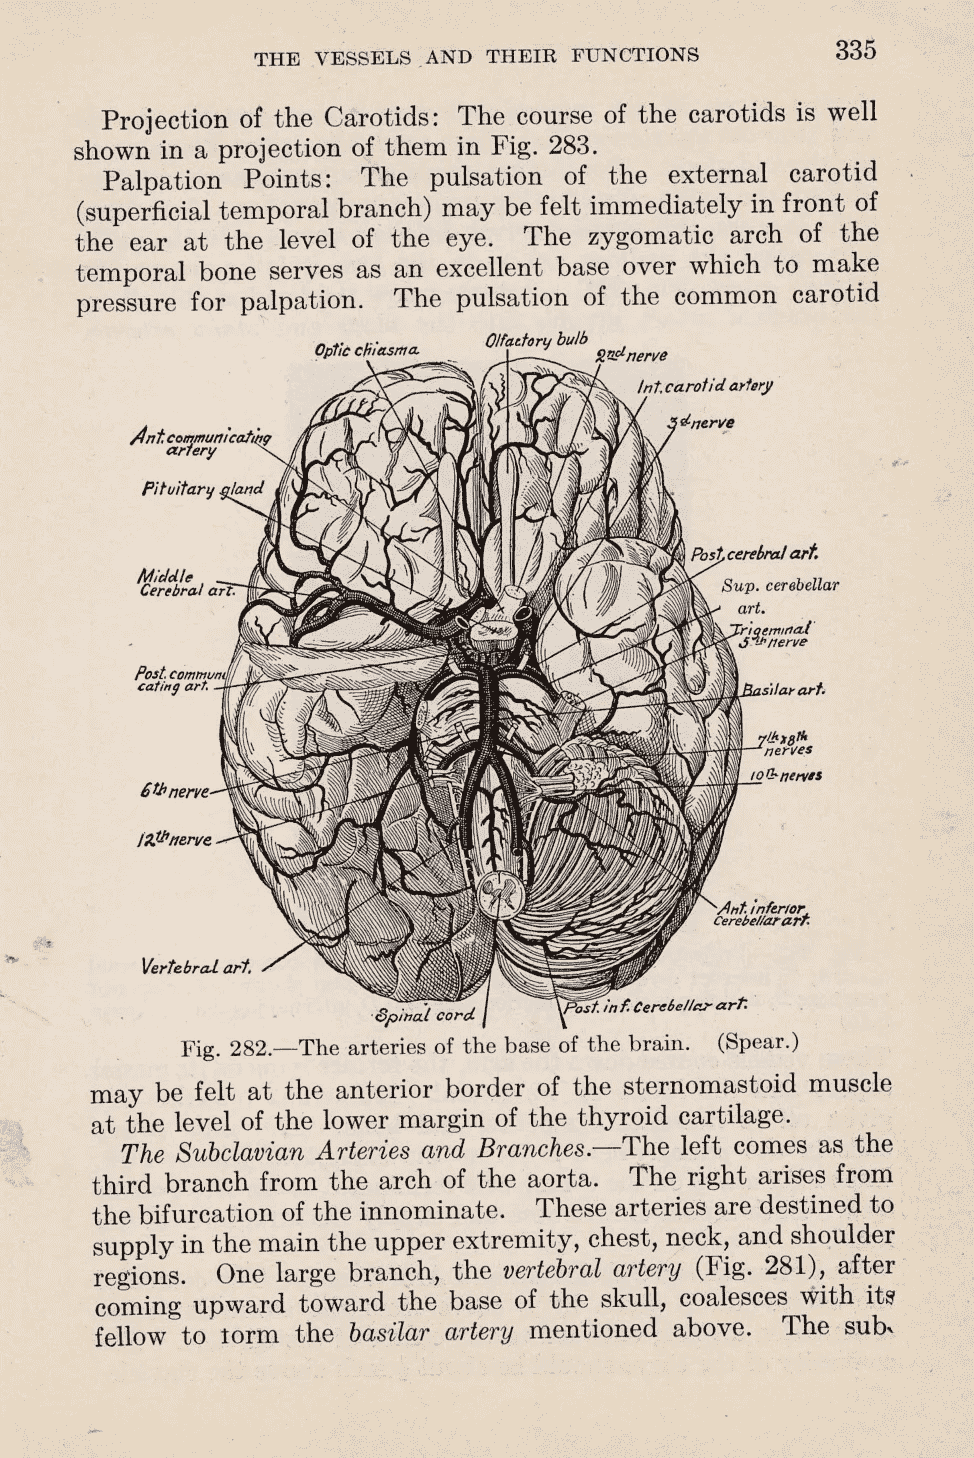 THE VESSELS AND THEIR FUNCTIONS 335
Projection of the Carotids: The course of the carotids is well
shown in a projection of them in Fig. 283.
Palpation Points: The pulsation of the external carotid
(superficial temporal branch) may be felt immediately in front of
the ear at the level of the eye. The zygomatic arch of the
temporal bone serves as an excellent base over which to make
pressure for palpation. The pulsation of the common carotid
Optic chiasma
Olfactory bulb
2nd nerve
Int. carotid artery
3d nerve
Ant. communicating
artery
Pituitary gland
Middle
Cerebral art.
Post. communi
cating art.
6th nerve
12th nerve
Vertebral art.
Spinal cord
Post. cerebral art.
Sup. cerebellar
art.
Trigeminal
5th nerve
Basilar art.
7th & 8th
nerves
10th nerves
Ant. inferior
Cerebellar art.
Post. inf. Cerebellar art.
Fig. 282.—The arteries of the base of the brain. (Spear.)
may be felt at the anterior border of the sternomastoid muscle
at the level of the lower margin of the thyroid cartilage.
The Subclavian Arteries and Branches.—The left comes as the
third branch from the arch of the aorta. The right arises from
the bifurcation of the innominate. These arteries are destined to
supply in the main the upper extremity, chest, neck, and shoulder
regions. One large branch, the vertebral artery (Fig. 281), after
coming upward toward the base of the skull, coalesces with its
fellow to form the basilar artery mentioned above. The sub-